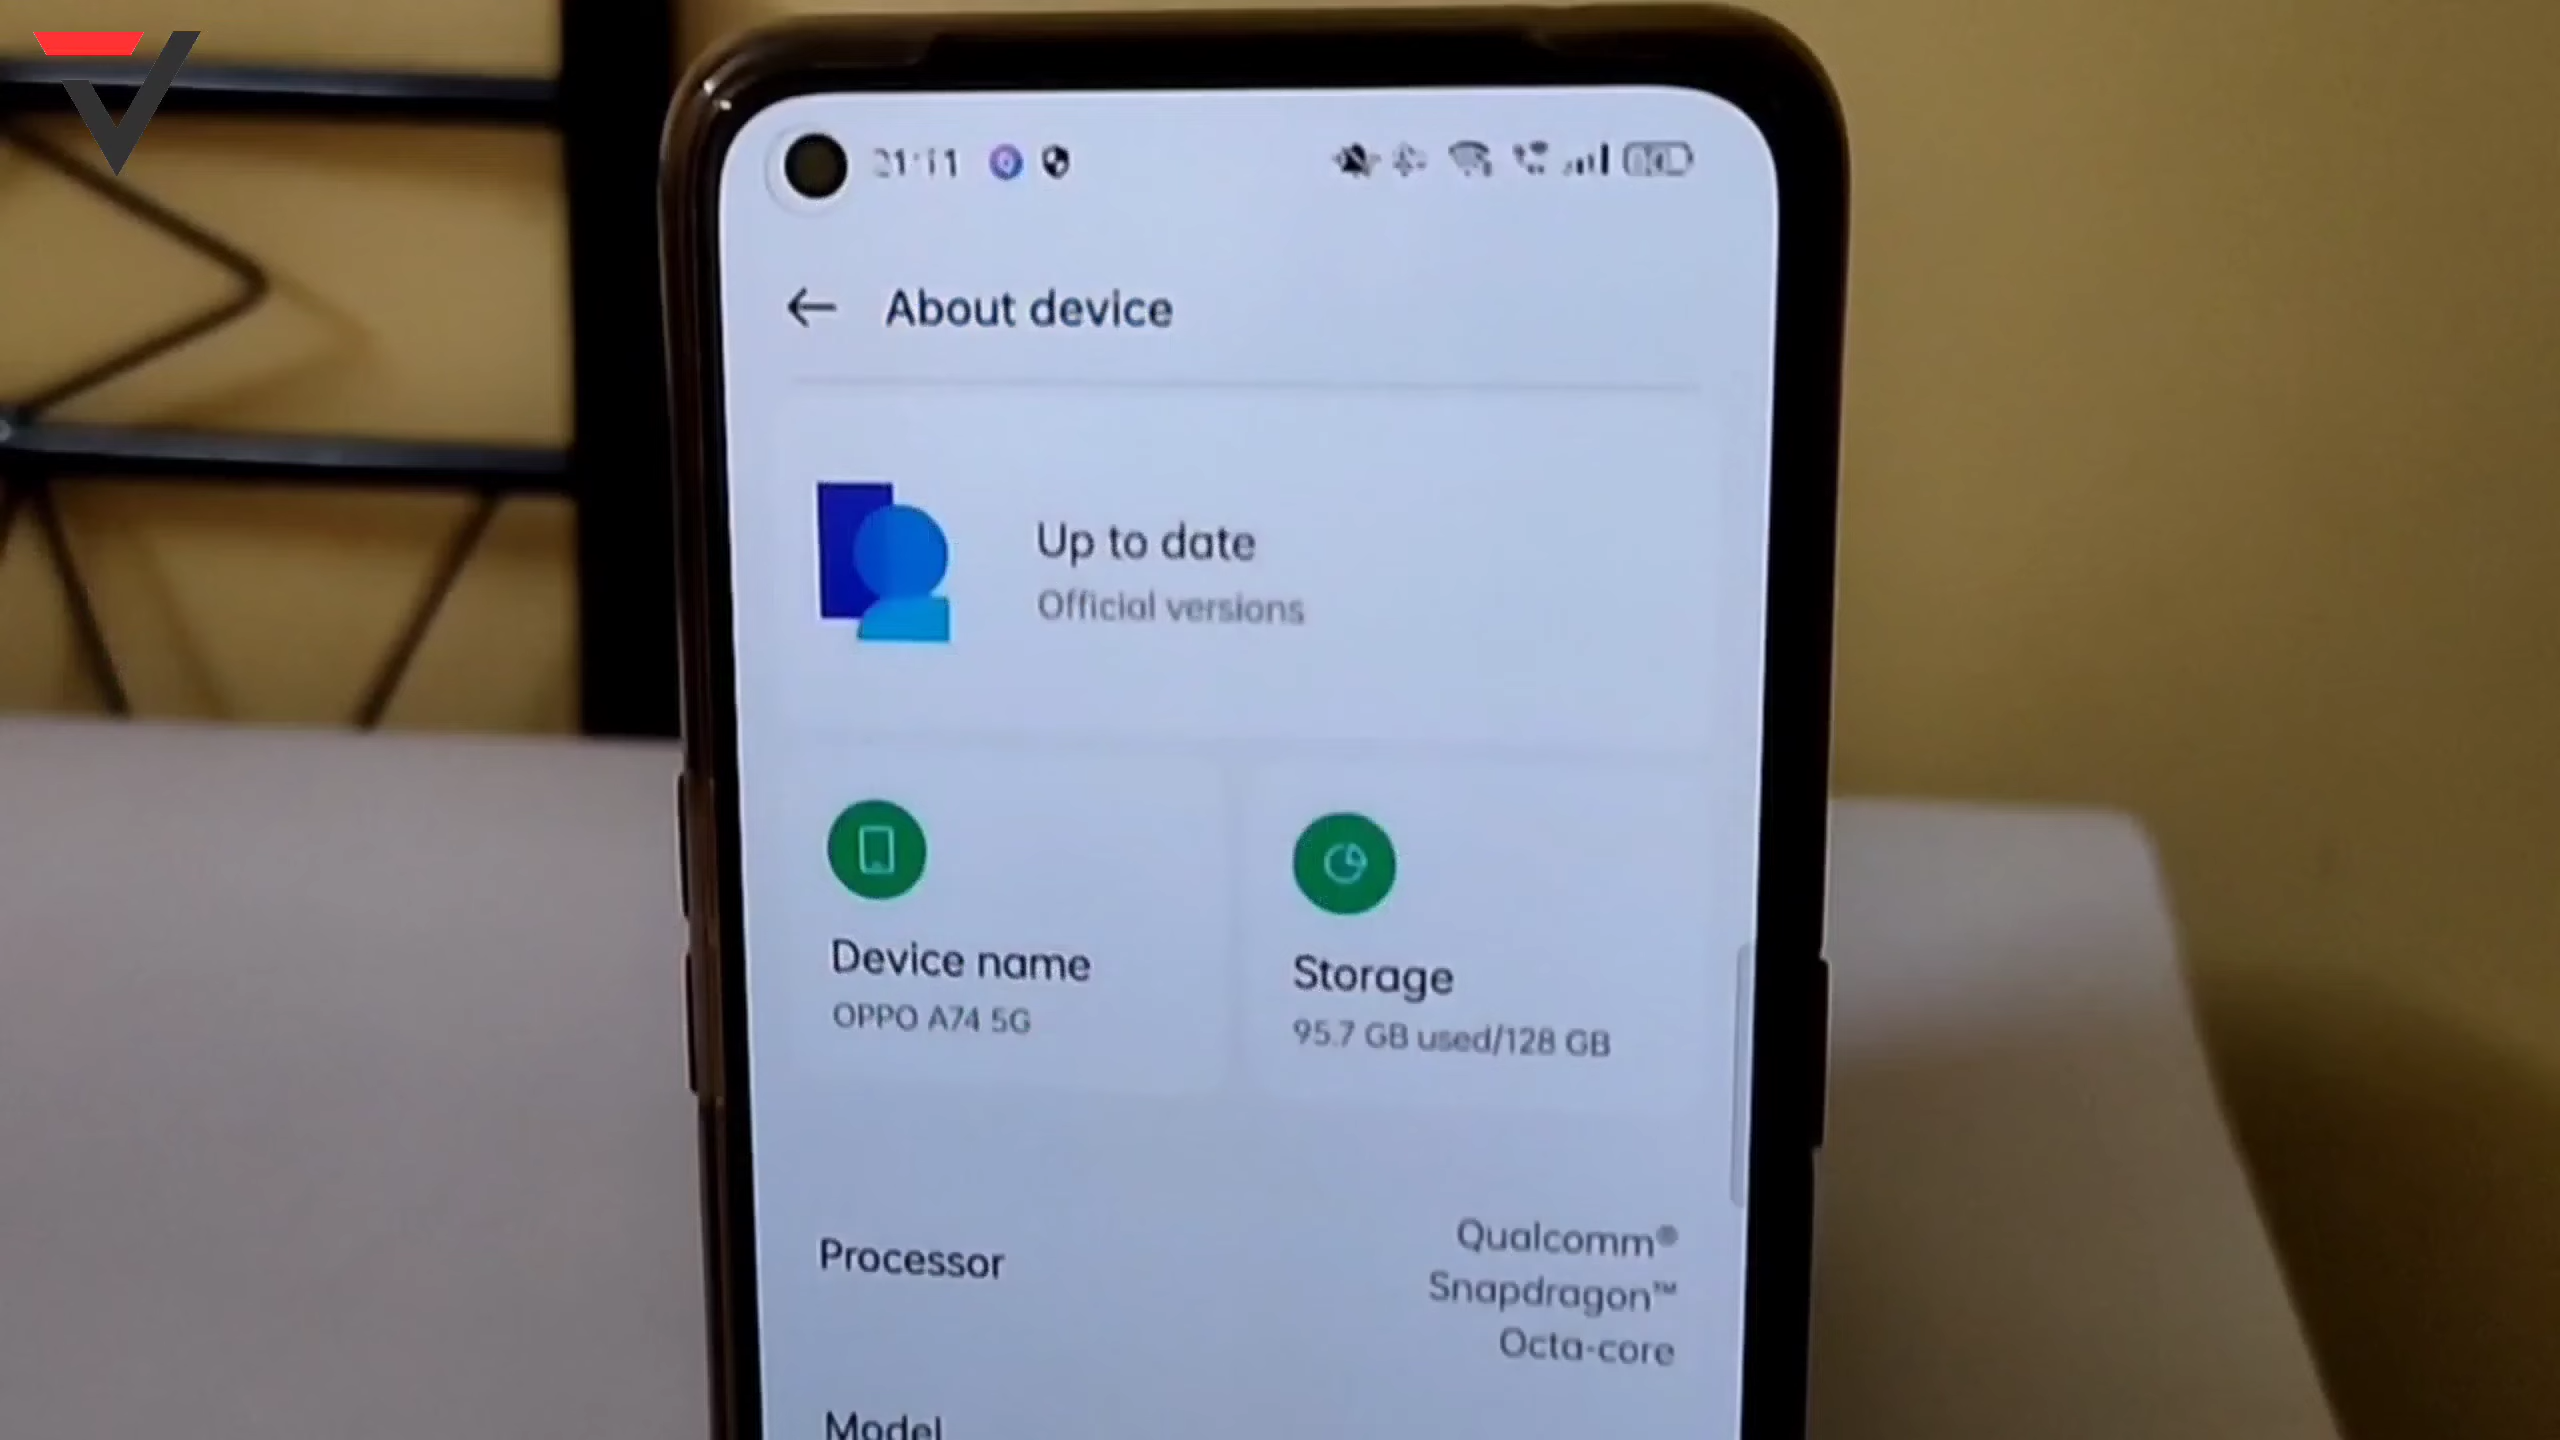 21:11
About device
Up to date
Official versions
Device name
OPPO A74 5G
Storage
95.7 GB used/128 GB
Processor
Qualcomm®
Snapdragon™
Octa-core
Model